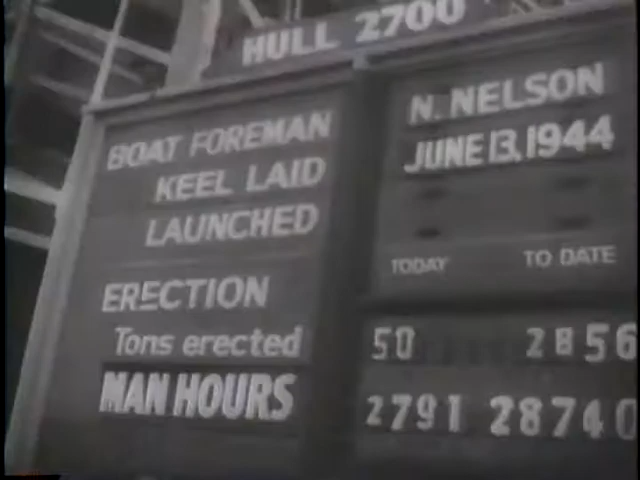 HULL 2700
BOAT FOREMAN N. NELSON
KEEL LAID JUNE 13, 1944
LAUNCHED
TODAY TO DATE
ERECTION
Tons erected 50 2856
MAN HOURS 2791 28740